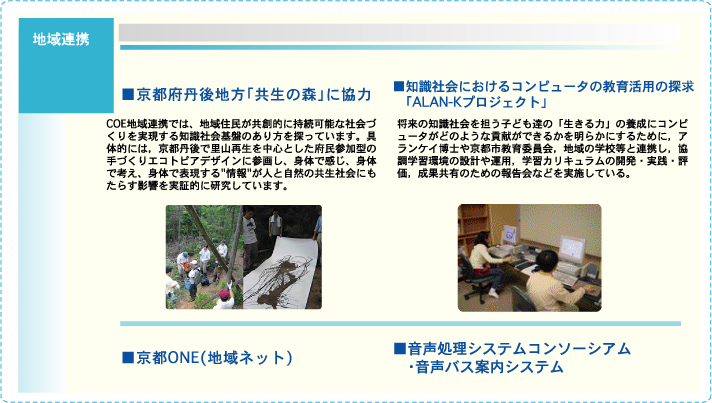 地域連携
■京都府丹後地方「共生の森」に協力
COE地域連携では、地域住民が共創的に持続可能な社会づ
くりを実現する知識社会基盤のあり方を探っています。具
体的には，京都丹後で里山再生を中心とした府民参加型の
手づくりエコトピアデザインに参画し、身体で感じ、身体
で考え、身体で表現する"情報"が人と自然の共生社会にも
たらす影響を実証的に研究しています。
■知識社会におけるコンピュータの教育活用の探求
「ALAN-Kプロジェクト」
将来の知識社会を担う子ども達の「生きる力」の養成にコンピ
ュータがどのような貢献ができるかを明らかにするために，ア
ランケイ博士や京都市教育委員会，地域の学校等と連携し，協
調学習環境の設計や運用，学習カリキュラムの開発・実践・評
価，成果共有のための報告会などを実施している。
■京都ONE(地域ネット)
■音声処理システムコンソーシアム
・音声バス案内システム